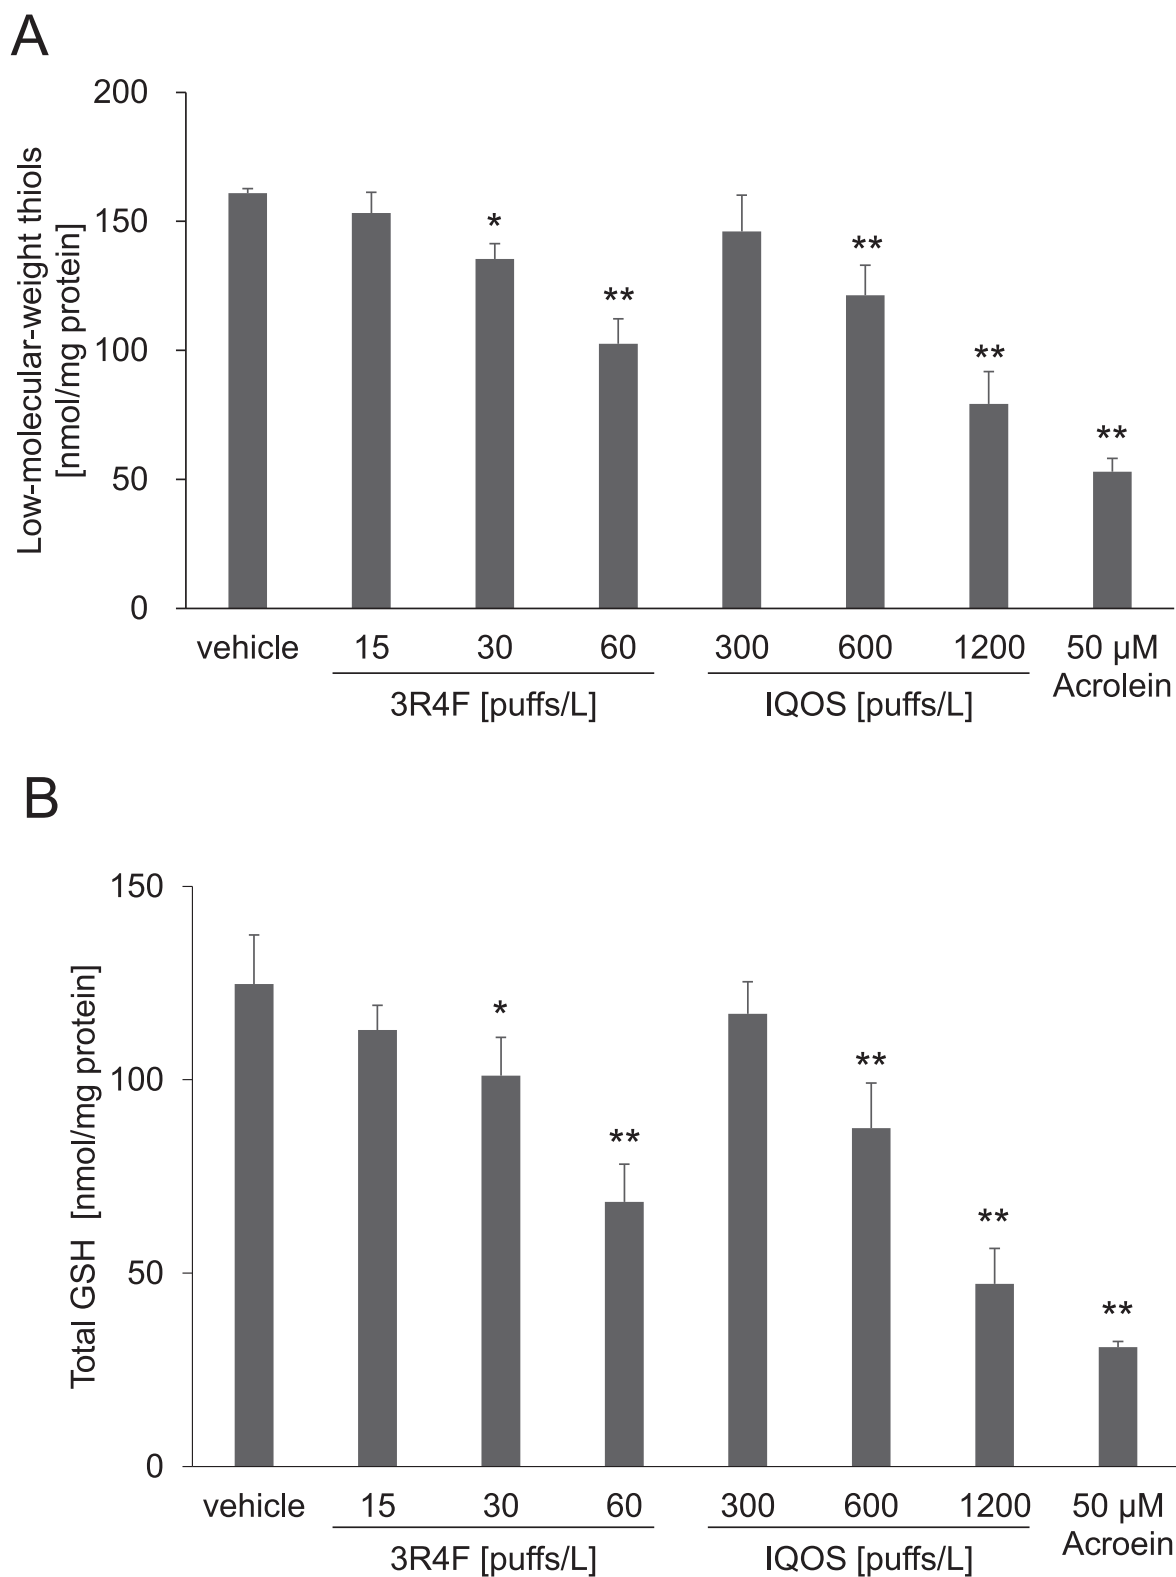 A
Low-molecular-weight thiols
[nmol/mg protein]
200
150
100
50
0
*
**
**
**
**
vehicle 15 30 60 300 600 1200 50 µM
Acrolein
3R4F [puffs/L] IQOS [puffs/L]
B
Total GSH [nmol/mg protein]
150
100
50
0
*
**
**
**
**
vehicle 15 30 60 300 600 1200 50 µM
Acroein
3R4F [puffs/L] IQOS [puffs/L]